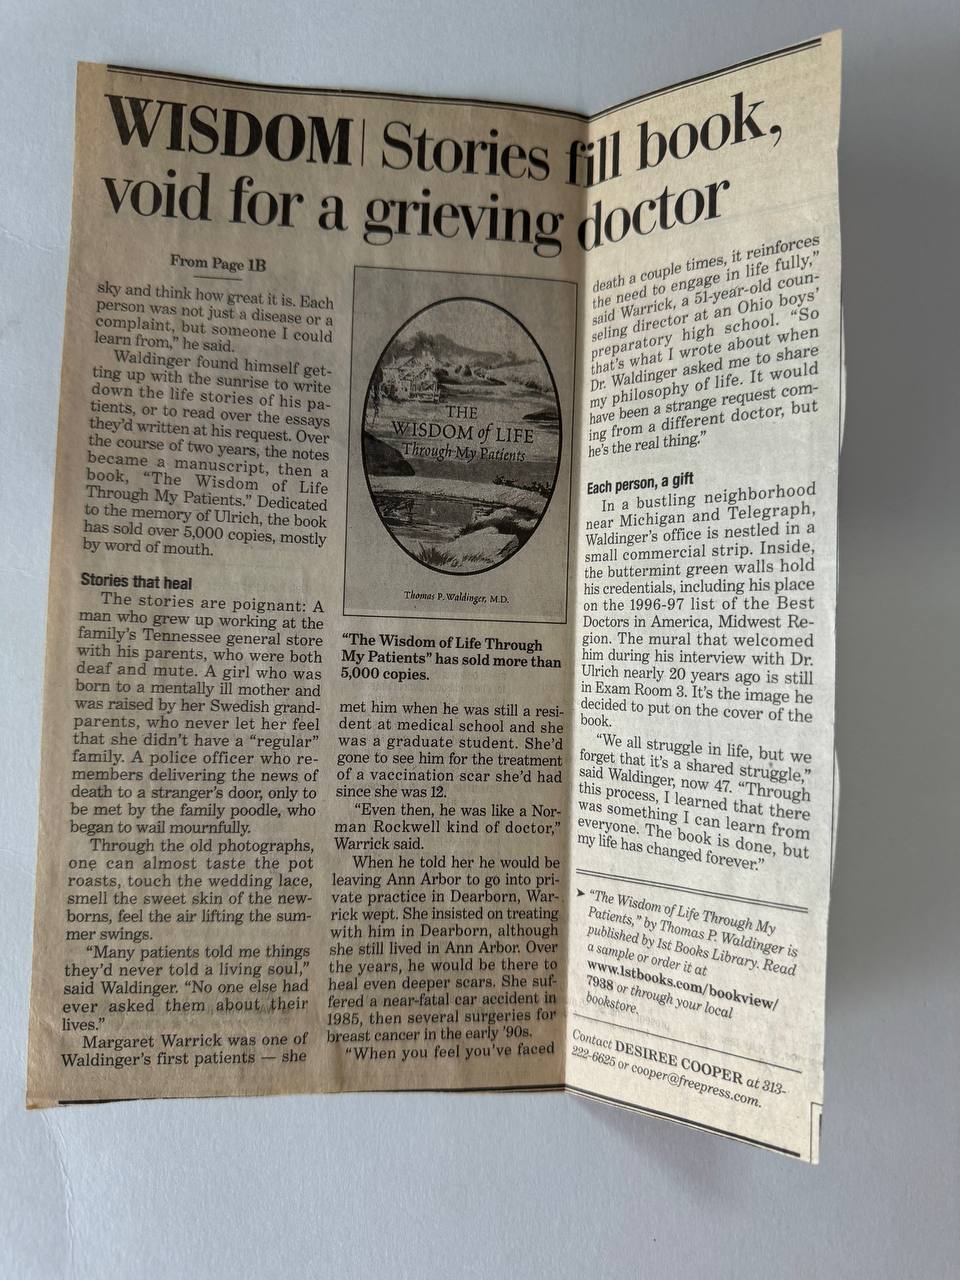 WISDOM | Stories fill book,
void for a grieving doctor
From Page 1B
sky and think how great it is. Each
person was not just a disease or a
complaint, but someone I could
learn from,” he said.
Waldinger found himself get-
ting up with the sunrise to write
down the life stories of his pa-
tients, or to read over the essays
they’d written at his request. Over
the course of two years, the notes
became a manuscript, then a
book, “The Wisdom of Life
Through My Patients.” Dedicated
to the memory of Ulrich, the book
has sold over 5,000 copies, mostly
by word of mouth.
Stories that heal
The stories are poignant: A
man who grew up working at the
family’s Tennessee general store
with his parents, who were both
deaf and mute. A girl who was
born to a mentally ill mother and
was raised by her Swedish grand-
parents, who never let her feel
that she didn’t have a “regular”
family. A police officer who re-
members delivering the news of
death to a stranger’s door, only to
be met by the family poodle, who
began to wail mournfully.
Through the old photographs,
one can almost taste the pot
roasts, touch the wedding lace,
smell the sweet skin of the new-
borns, feel the air lifting the sum-
mer swings.
“Many patients told me things
they’d never told a living soul,”
said Waldinger. “No one else had
ever asked them about their
lives.”
Margaret Warrick was one of
Waldinger’s first patients — she
THE
WISDOM of LIFE
Through My Patients
Thomas P. Waldinger, M.D.
“The Wisdom of Life Through
My Patients” has sold more than
5,000 copies.
met him when he was still a resi-
dent at medical school and she
was a graduate student. She’d
gone to see him for the treatment
of a vaccination scar she’d had
since she was 12.
“Even then, he was like a Nor-
man Rockwell kind of doctor,”
Warrick said.
When he told her he would be
leaving Ann Arbor to go into pri-
vate practice in Dearborn, War-
rick wept. She insisted on treating
with him in Dearborn, although
she still lived in Ann Arbor. Over
the years, he would be there to
heal even deeper scars. She suf-
fered a near-fatal car accident in
1985, then several surgeries for
breast cancer in the early ’90s.
“When you feel you’ve faced
death a couple times, it reinforces
the need to engage in life fully,”
said Warrick, a 51-year-old coun-
seling director at an Ohio boys’
preparatory high school. “So
that’s what I wrote about when
Dr. Waldinger asked me to share
my philosophy of life. It would
have been a strange request com-
ing from a different doctor, but
he’s the real thing.”
Each person, a gift
In a bustling neighborhood
near Michigan and Telegraph,
Waldinger’s office is nestled in a
small commercial strip. Inside,
the buttermint green walls hold
his credentials, including his place
on the 1996-97 list of the Best
Doctors in America, Midwest Re-
gion. The mural that welcomed
him during his interview with Dr.
Ulrich nearly 20 years ago is still
in Exam Room 3. It’s the image he
decided to put on the cover of the
book.
“We all struggle in life, but we
forget that it’s a shared struggle,”
said Waldinger, now 47. “Through
this process, I learned that there
was something I can learn from
everyone. The book is done, but
my life has changed forever.”
➤ “The Wisdom of Life Through My
Patients,” by Thomas P. Waldinger is
published by 1st Books Library. Read
a sample or order it at
www.1stbooks.com/bookview/
7938 or through your local
bookstore.
Contact DESIREE COOPER at 313-
222-6625 or cooper@freepress.com.